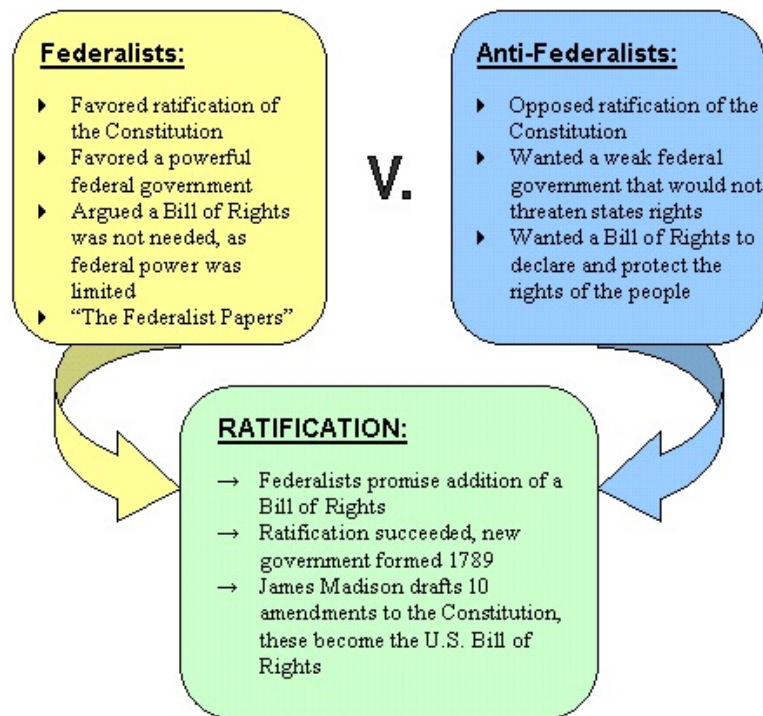 Federalists:
▸ Favored ratification of
the Constitution
▸ Favored a powerful
federal government
▸ Argued a Bill of Rights
was not needed, as
federal power was
limited
▸ “The Federalist Papers”
V.
Anti-Federalists:
▸ Opposed ratification of the
Constitution
▸ Wanted a weak federal
government that would not
threaten states rights
▸ Wanted a Bill of Rights to
declare and protect the
rights of the people
RATIFICATION:
→ Federalists promise addition of a
Bill of Rights
→ Ratification succeeded, new
government formed 1789
→ James Madison drafts 10
amendments to the Constitution,
these become the U.S. Bill of
Rights